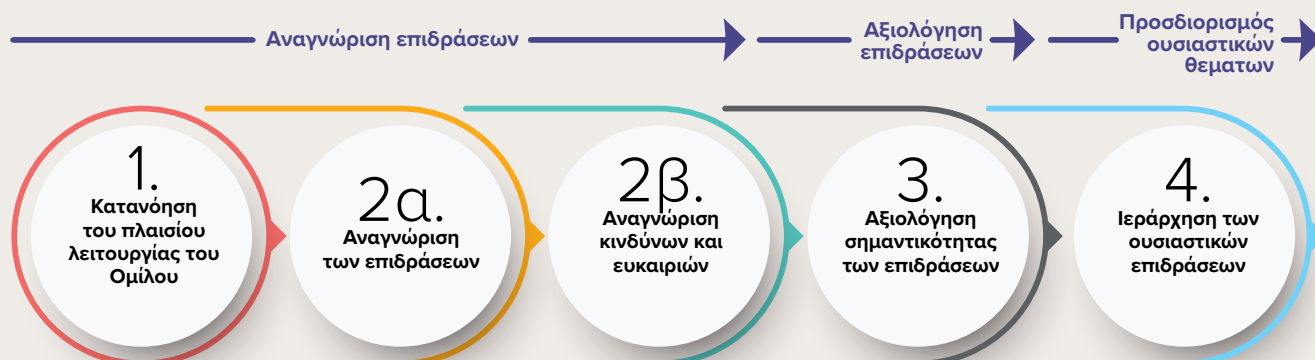 Αναγνώριση επιδράσεων
Αξιολόγηση
επιδράσεων
Προσδιορισμός
ουσιαστικών
θεματων
1.
Κατανόηση
του πλαισίου
λειτουργίας του
Ομίλου
2α.
Αναγνώριση
των επιδράσεων
2β.
Αναγνώριση
κινδύνων και
ευκαιριών
3.
Αξιολόγηση
σημαντικότητας
των επιδράσεων
4.
Ιεράρχηση των
ουσιαστικών
επιδράσεων